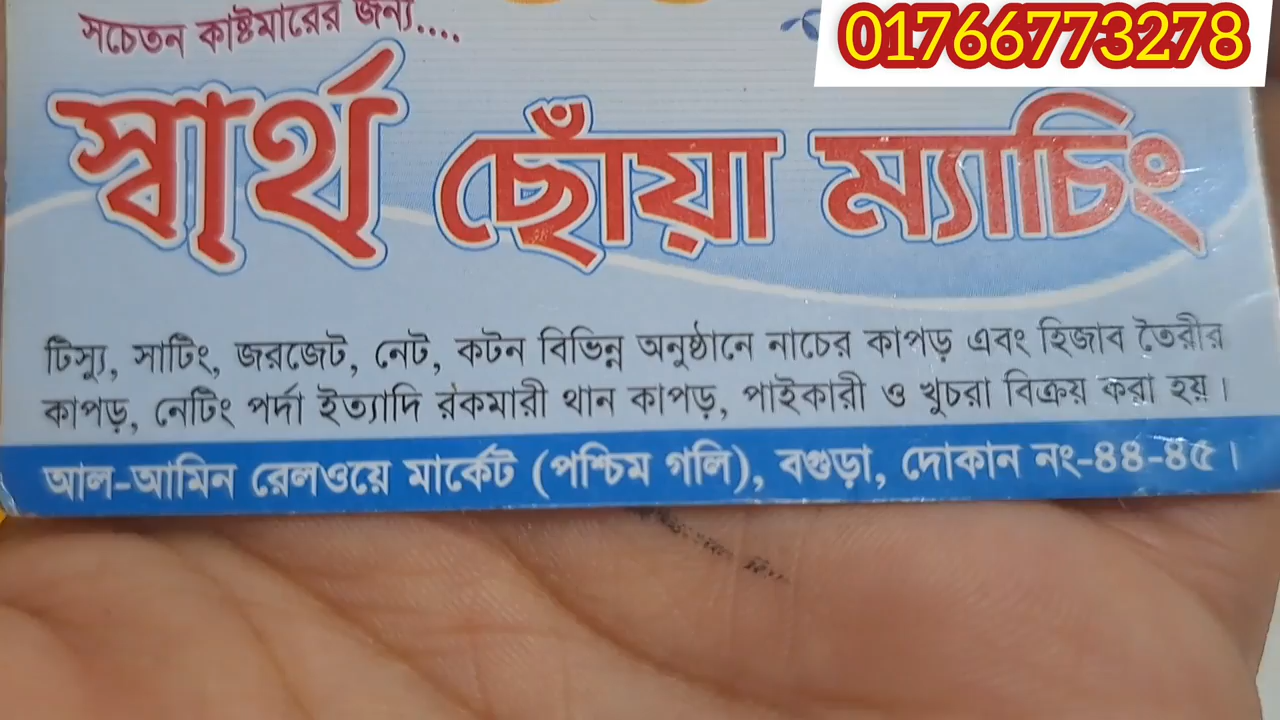 সচেতন কাষ্টমারের জন্য....
01766773278
স্বার্থ ছোঁয়া ম্যাচিং
টিস্যু, সাটিং, জরজেট, নেট, কটন বিভিন্ন অনুষ্ঠানে নাচের কাপড় এবং হিজাব তৈরীর
কাপড়, নেটিং পর্দা ইত্যাদি রকমারী থান কাপড়, পাইকারী ও খুচরা বিক্রয় করা হয়।
আল-আমিন রেলওয়ে মার্কেট (পশ্চিম গলি), বগুড়া, দোকান নং-৪৪-৪৫।